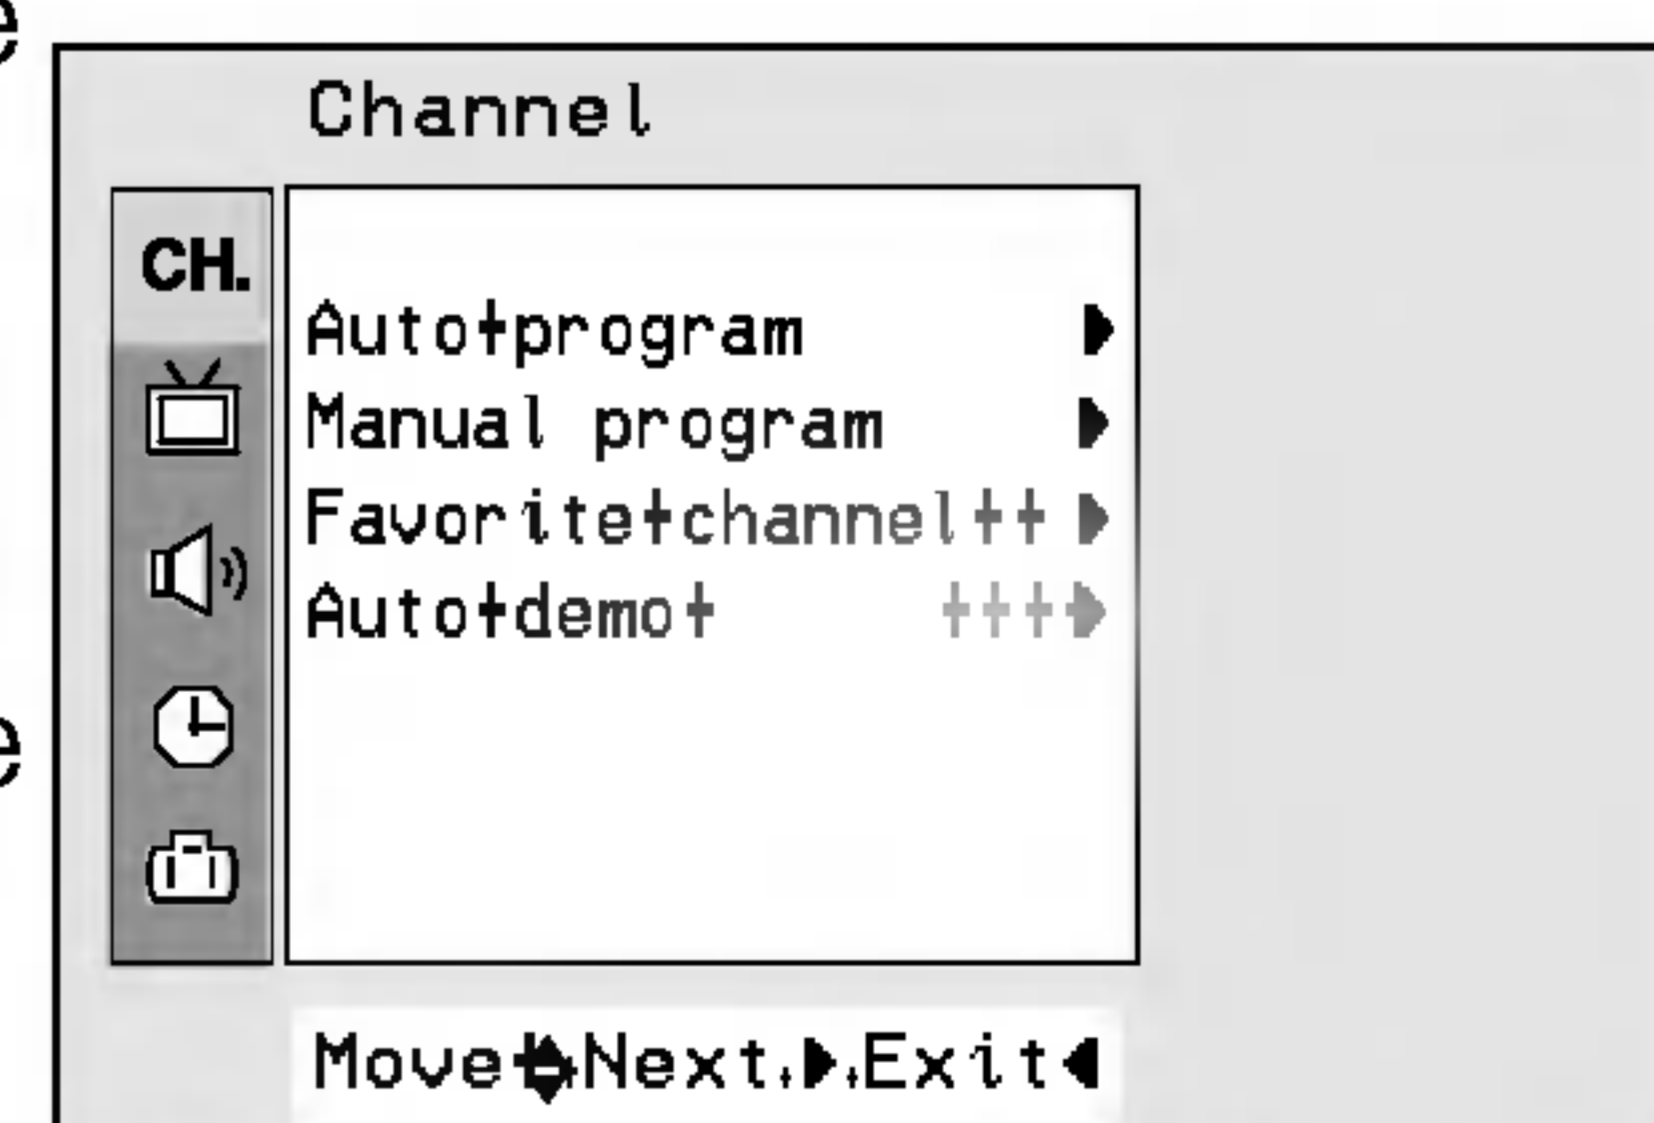 e
Channel
CH.
Auto+program
Manual program
Favorite+channel++
Auto+demo+ +++
e
Move Next Exit